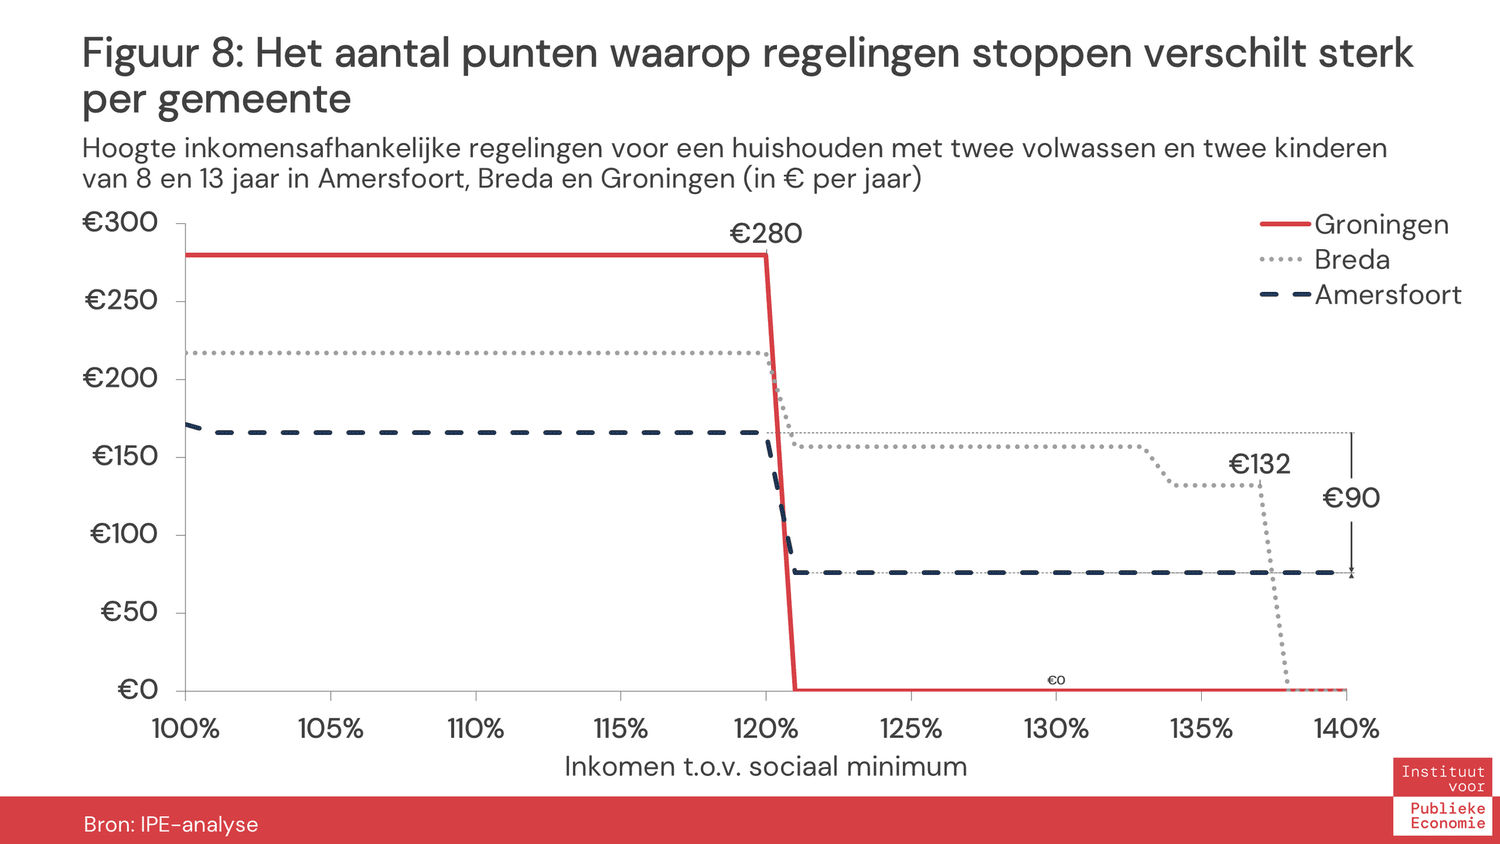 Figuur 8: Het aantal punten waarop regelingen stoppen verschilt sterk
per gemeente
Hoogte inkomensafhankelijke regelingen voor een huishouden met twee volwassen en twee kinderen
van 8 en 13 jaar in Amersfoort, Breda en Groningen (in € per jaar)
€300
€250
€200
€150
€100
€50
€0
€280
€132
€90
€0
Groningen
Breda
Amersfoort
100%
105%
110%
115%
120%
125%
130%
135%
140%
Inkomen t.o.v. sociaal minimum
Bron: IPE-analyse
Instituut
voor
Publieke
Economie